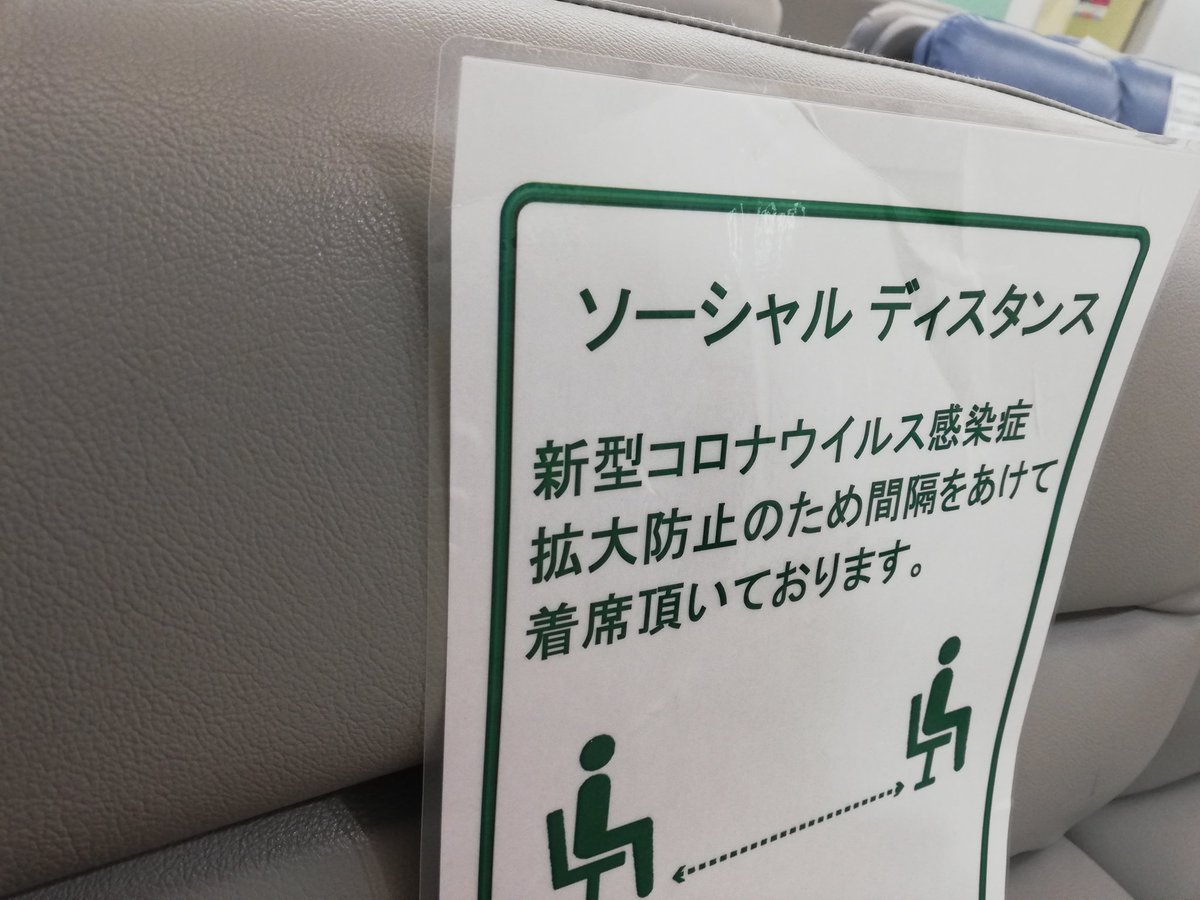 ソーシャル ディスタンス
新型コロナウイルス感染症
拡大防止のため間隔をあけて
着席頂いております。